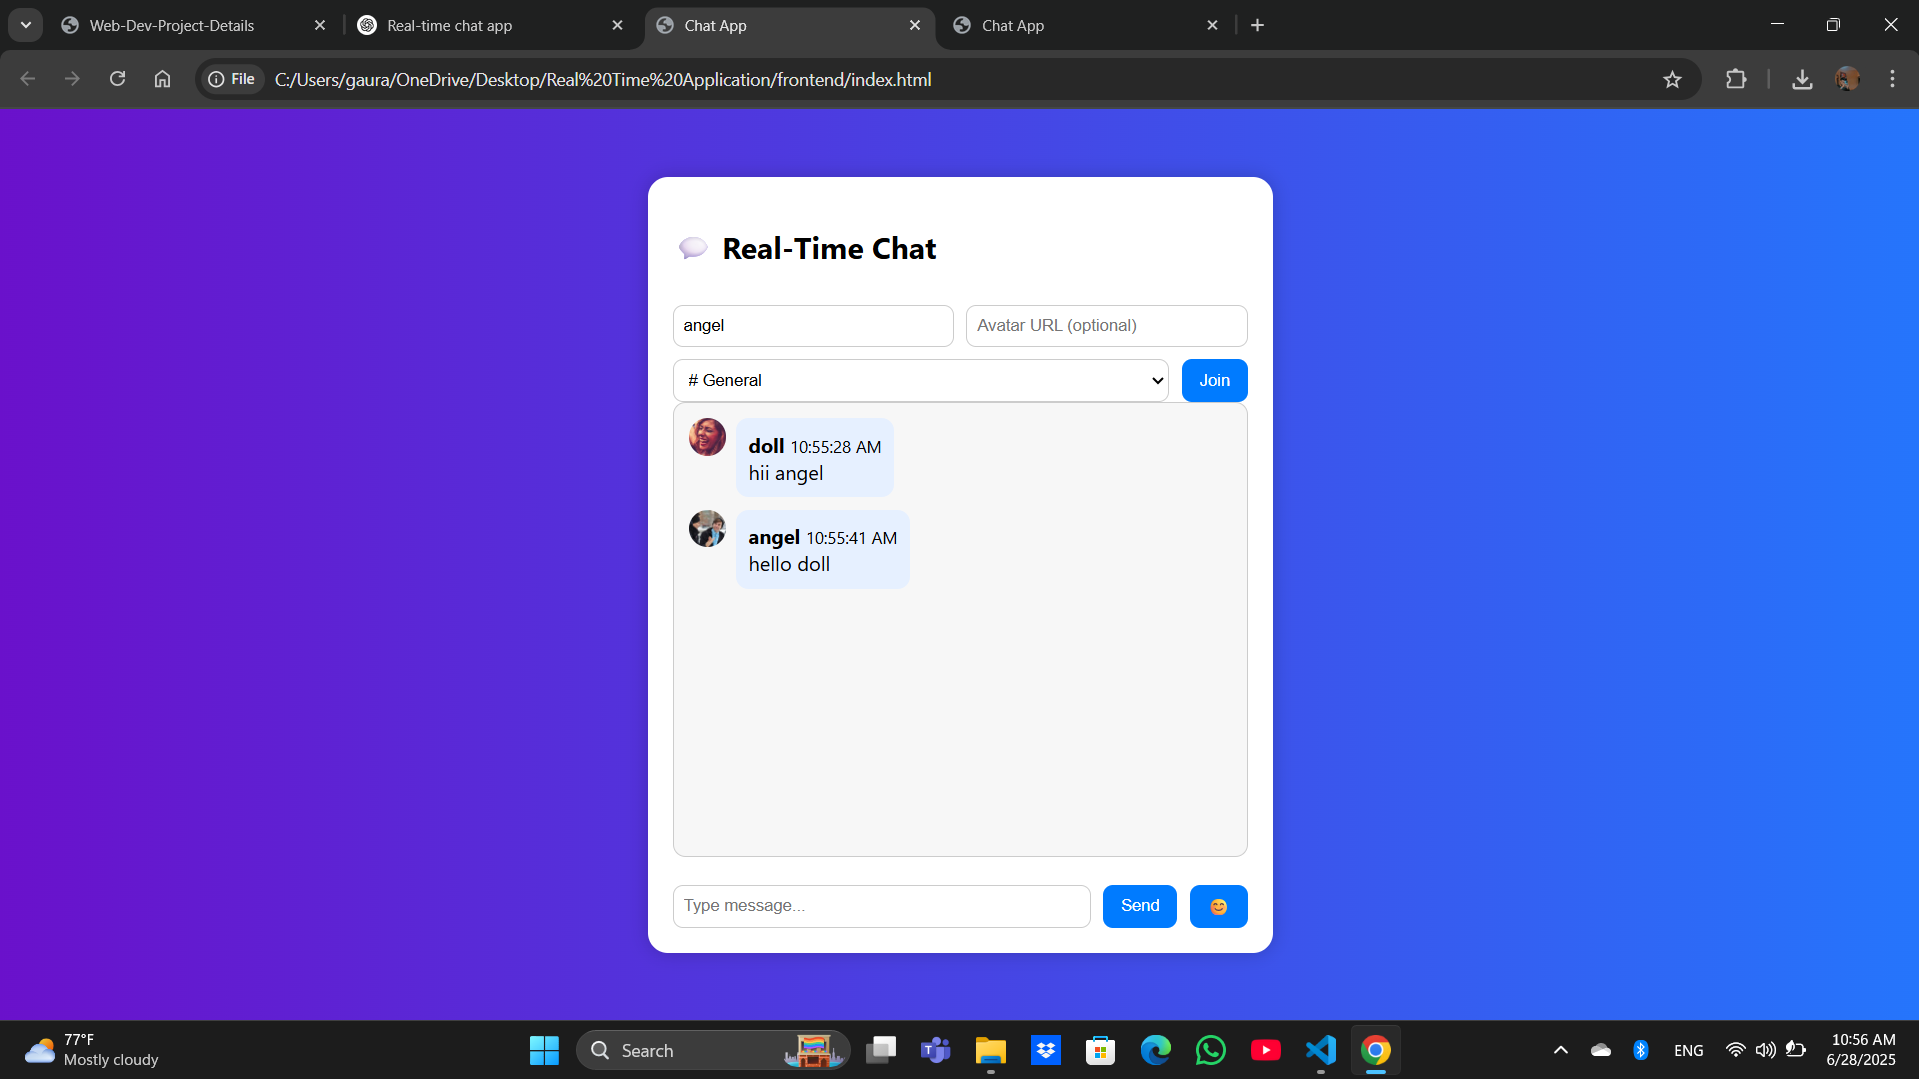 Web-Dev-Project-Details
Real-time chat app
Chat App
Chat App
File
C:/Users/gaura/OneDrive/Desktop/Real%20Time%20Application/frontend/index.html
Real-Time Chat
angel
Avatar URL (optional)
# General
Join
doll 10:55:28 AM
hii angel
angel 10:55:41 AM
hello doll
Type message...
Send
77°F
Mostly cloudy
Search
ENG
10:56 AM
6/28/2025